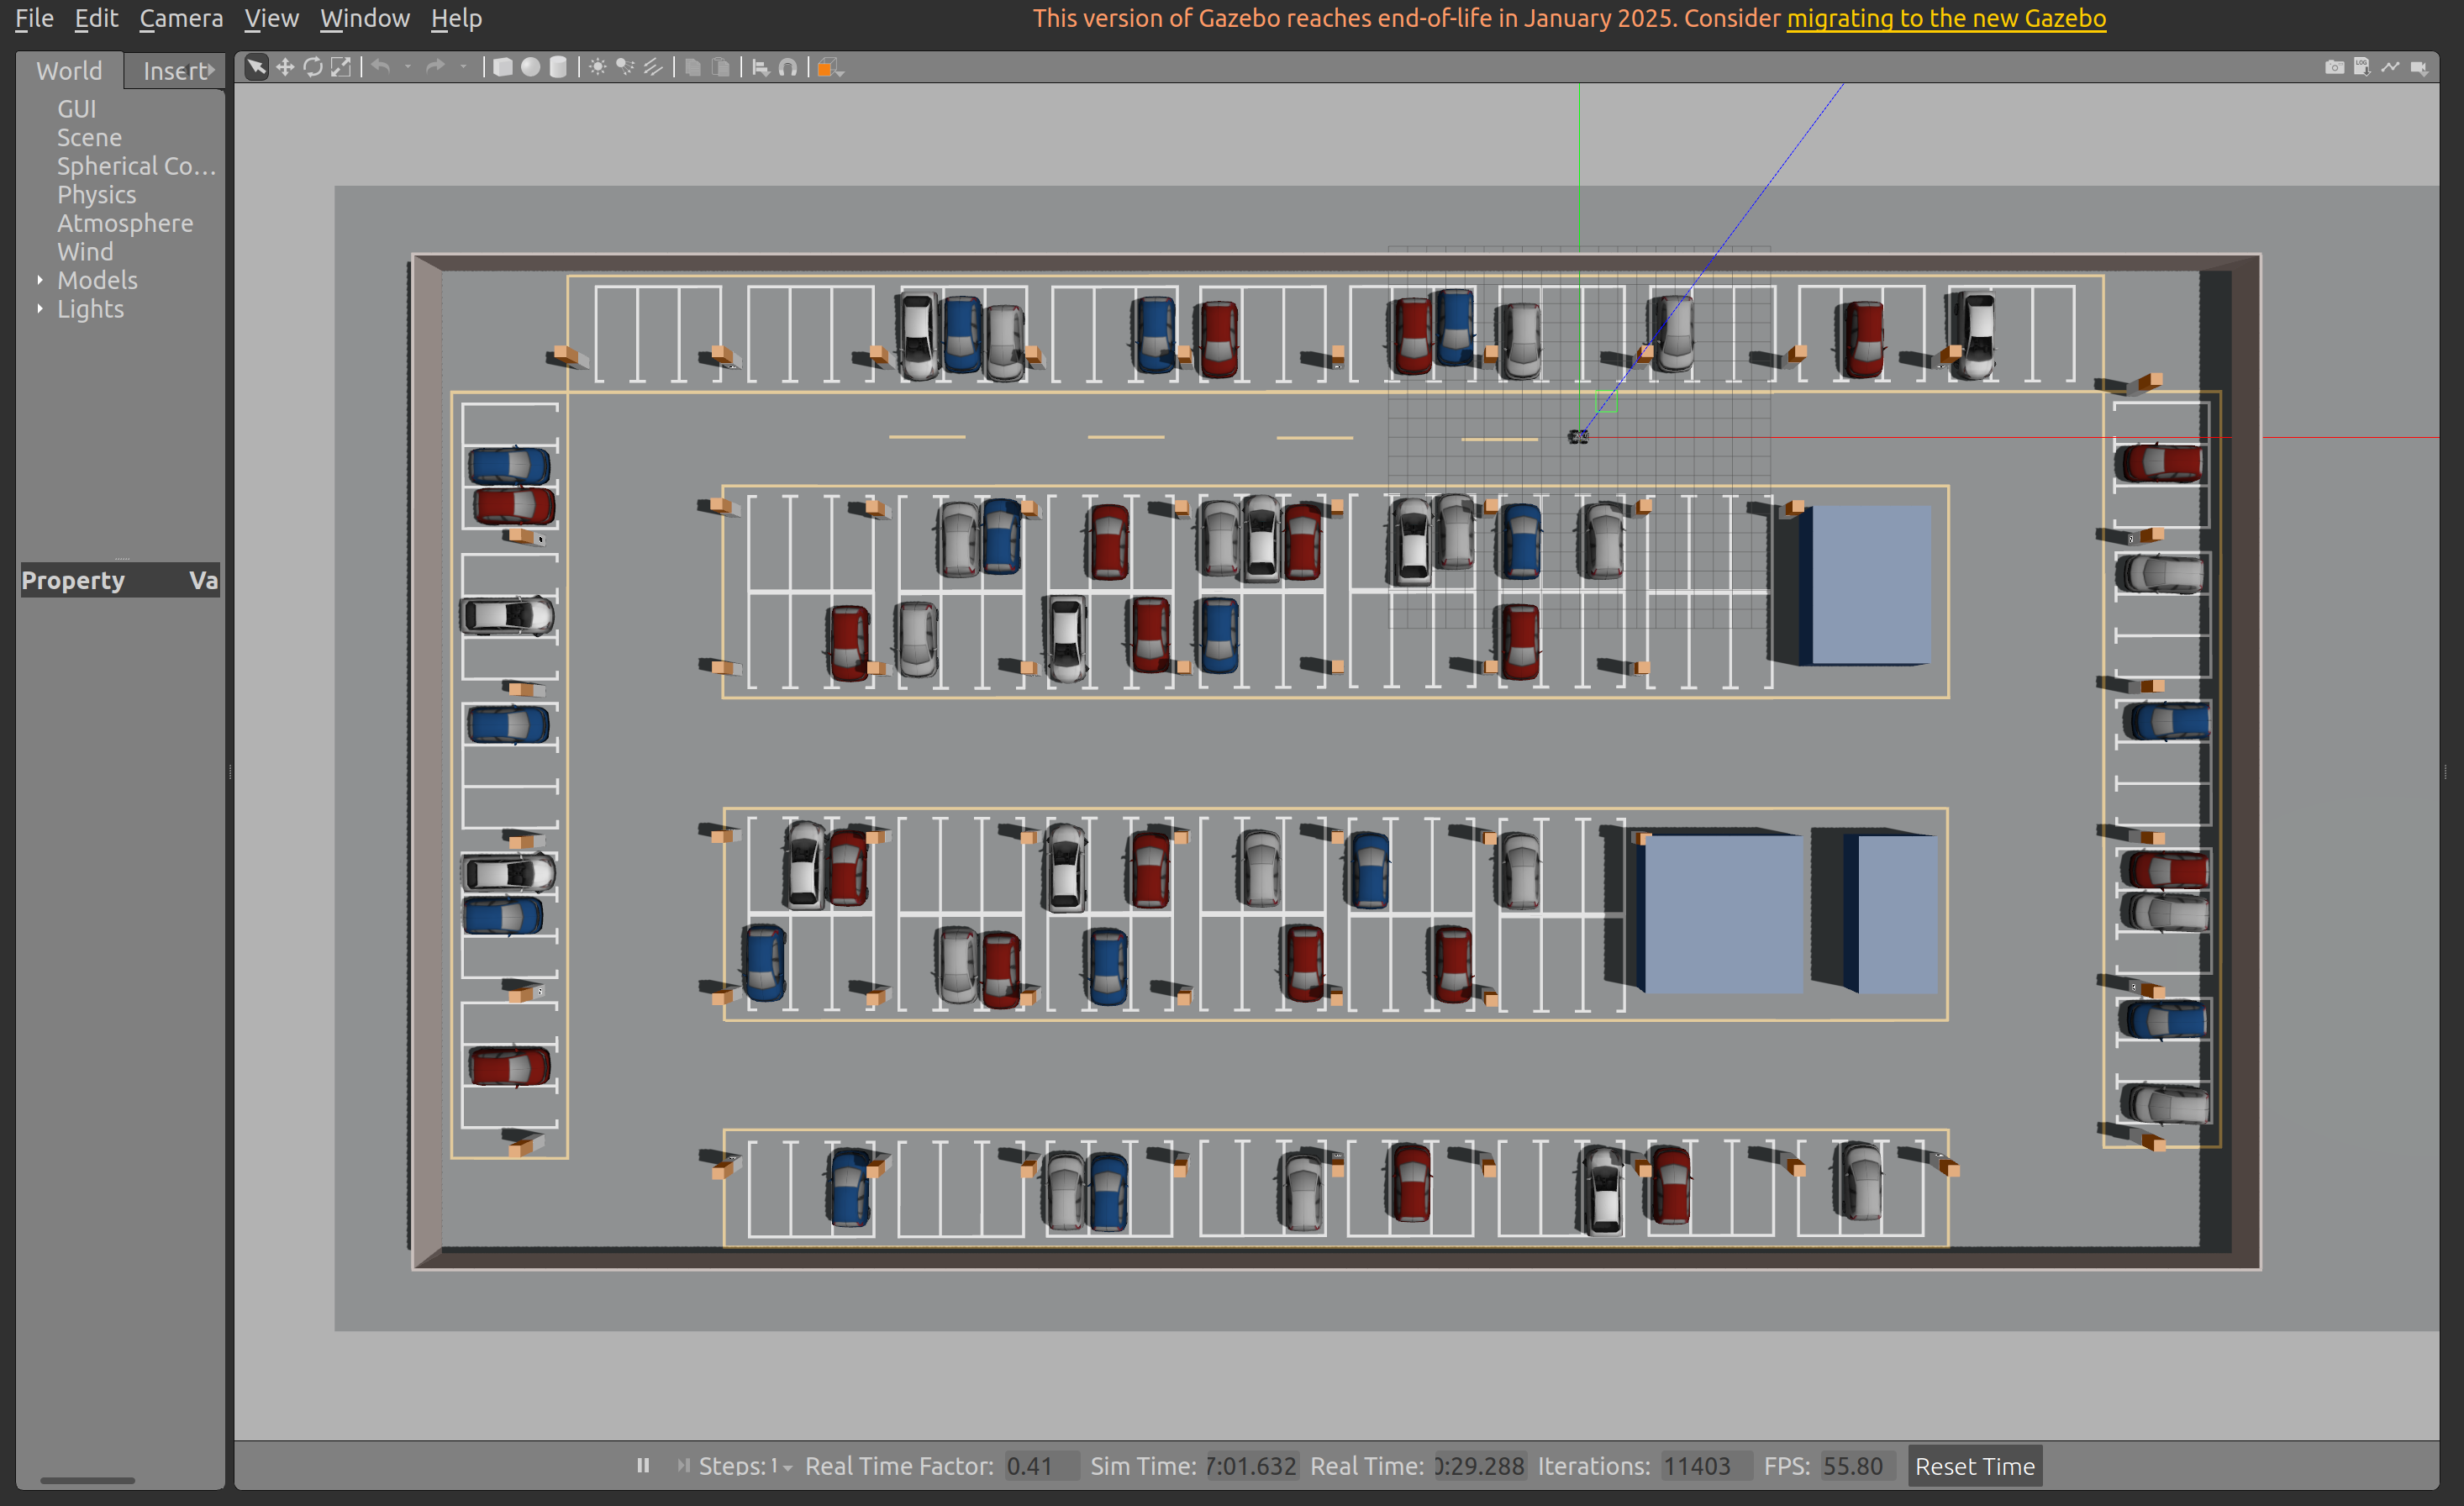 File Edit Camera View Window Help
This version of Gazebo reaches end-of-life in January 2025. Consider migrating to the new Gazebo
World Insert
GUI
Scene
Spherical Co...
Physics
Atmosphere
Wind
Models
Lights
Property Va
Steps: 1 Real Time Factor: 0.41 Sim Time: 7:01.632 Real Time: 0:29.288 Iterations: 11403 FPS: 55.80 Reset Time